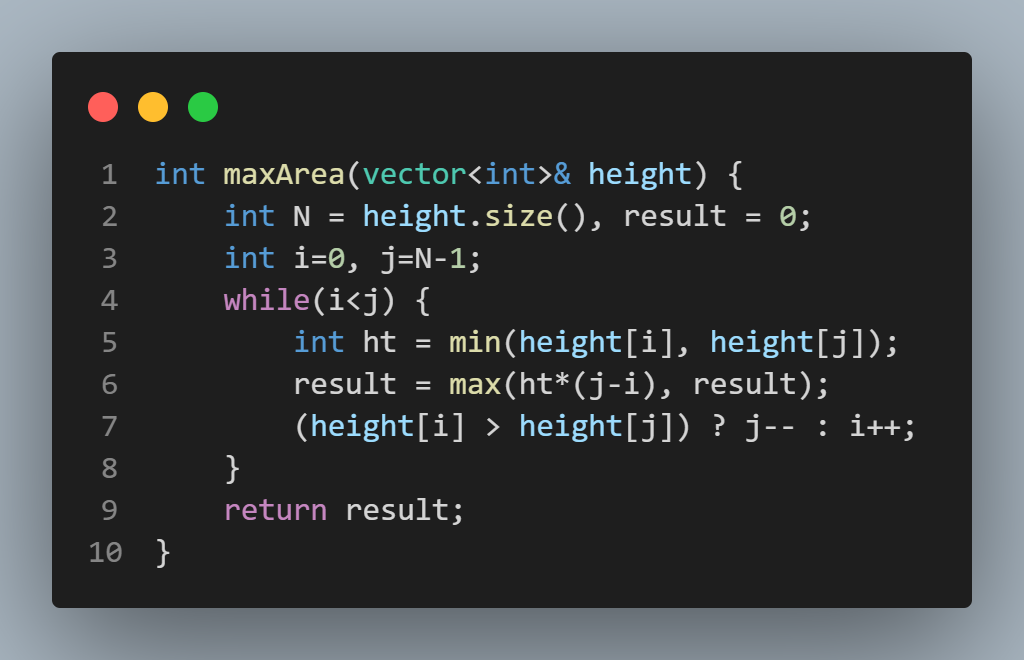 1 int maxArea(vector<int>& height) {
2     int N = height.size(), result = 0;
3     int i=0, j=N-1;
4     while(i<j) {
5         int ht = min(height[i], height[j]);
6         result = max(ht*(j-i), result);
7         (height[i] > height[j]) ? j-- : i++;
8     }
9     return result;
10 }